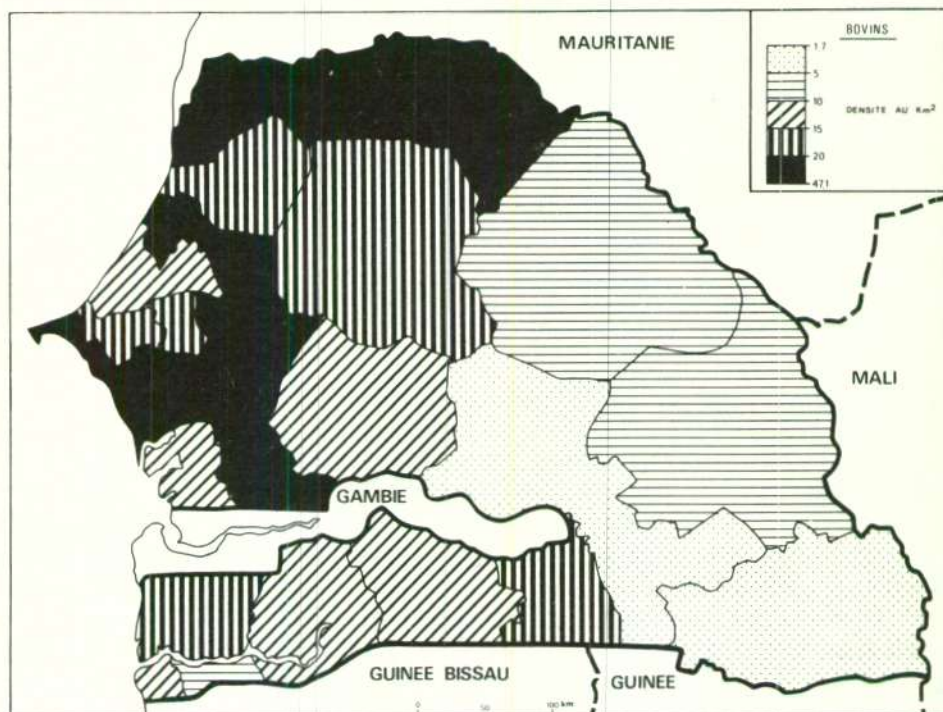 MAURITANIE
BOVINS
1.7
5
10
DENSITE AU Km²
15
20
47.1
MALI
GAMBIE
GUINEE BISSAU
GUINEE
0 50 100 km